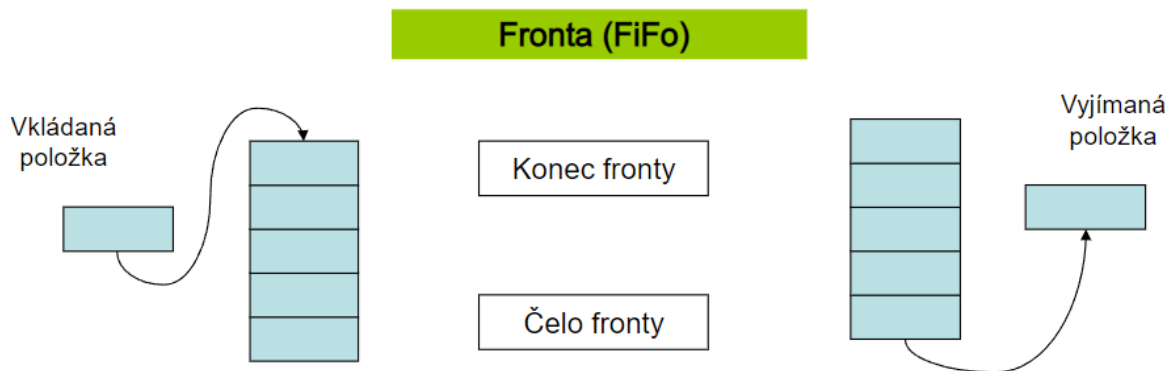 Fronta (FiFo)
Vkládaná
položka
Konec fronty
Čelo fronty
Vyjímaná
položka